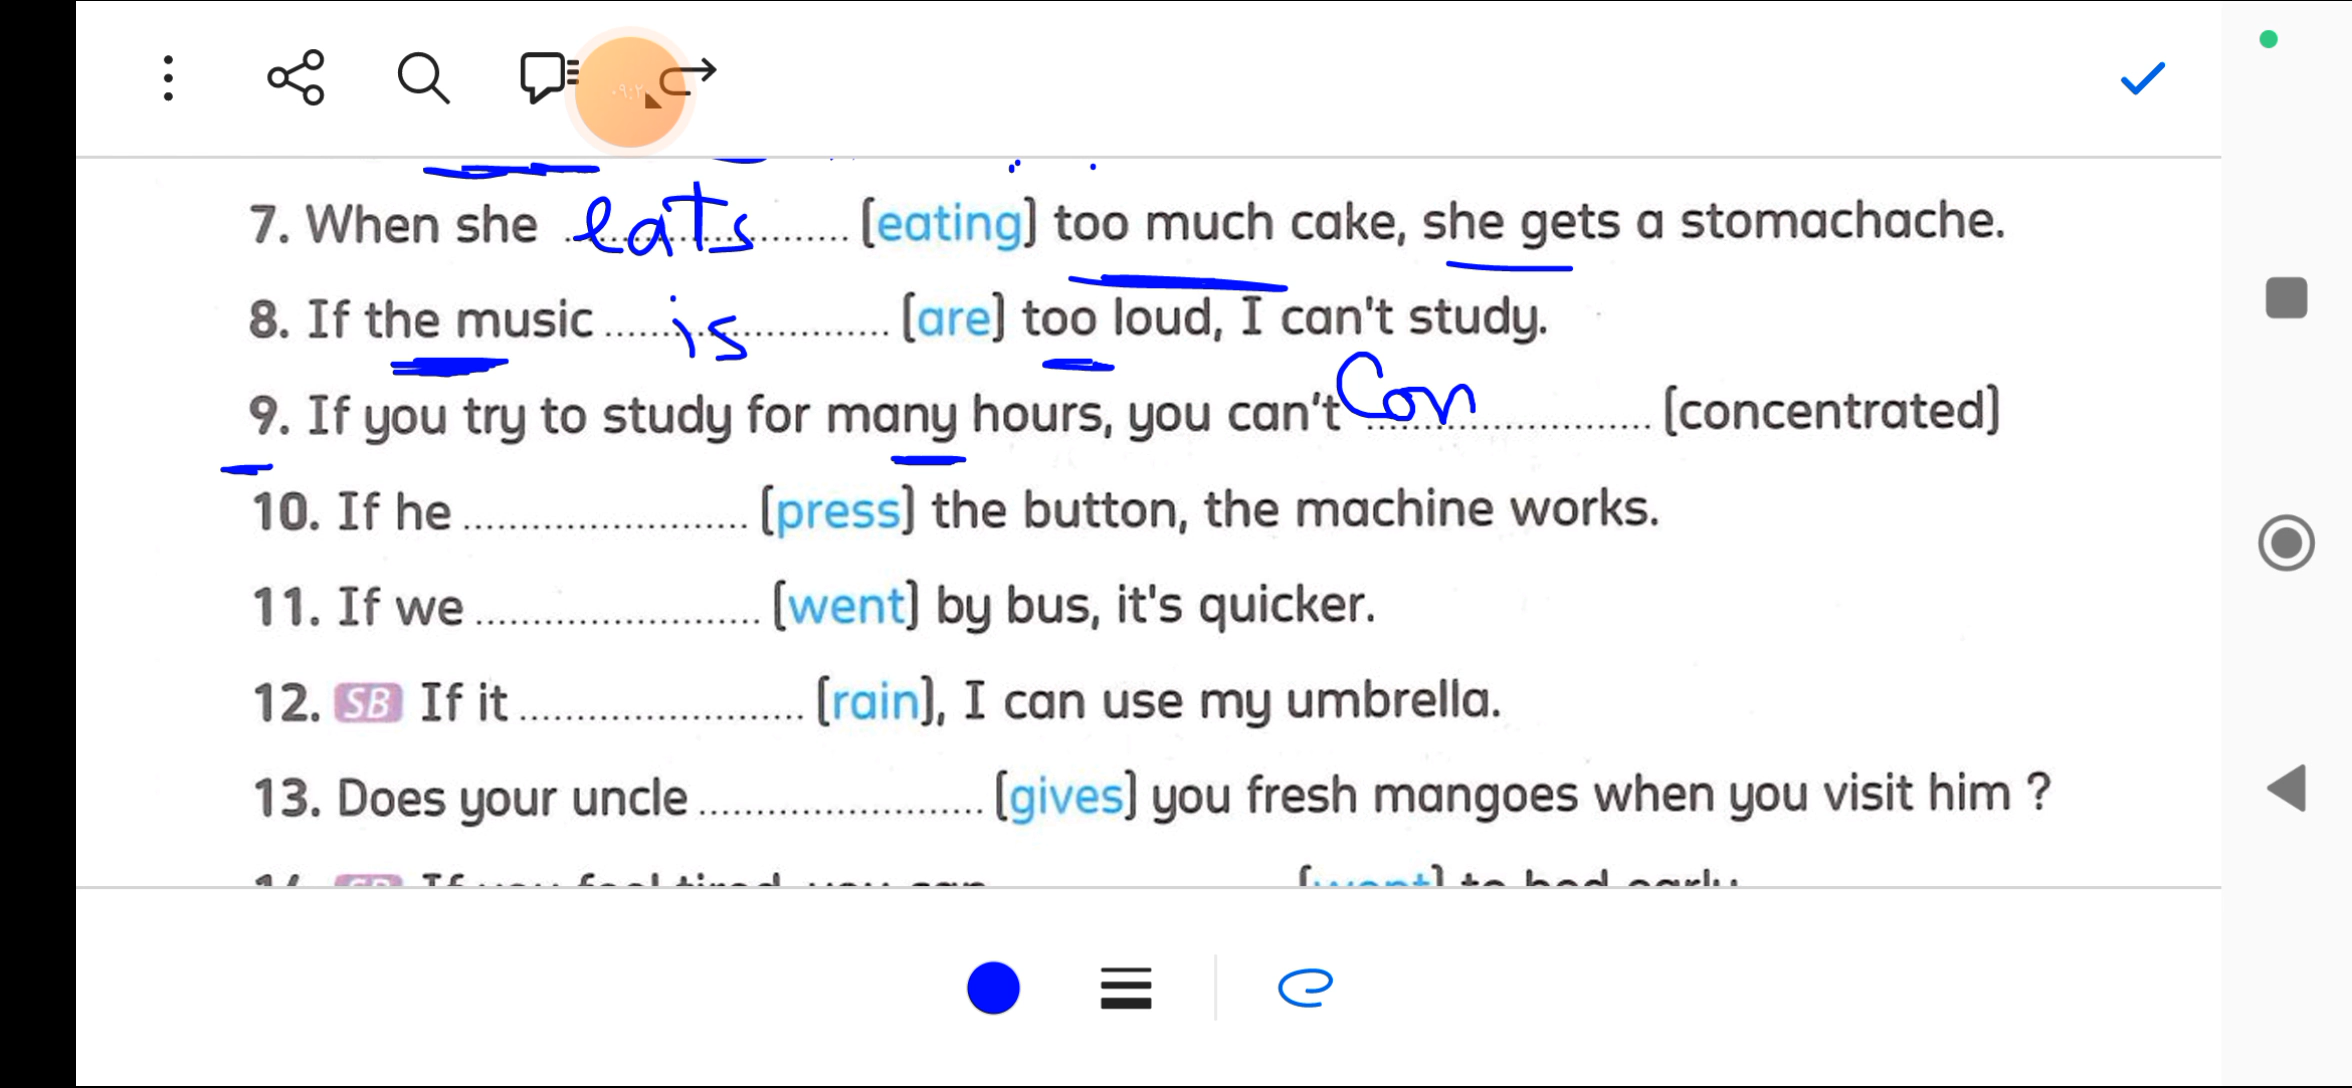 7. When she eats .................... (eating) too much cake, she gets a stomachache.
8. If the music ......... is ............ (are) too loud, I can't study.
9. If you try to study for many hours, you can't Con .................... (concentrated)
10. If he .................... (press) the button, the machine works.
11. If we .................... (went) by bus, it's quicker.
12. SB If it .................... (rain), I can use my umbrella.
13. Does your uncle .................... (gives) you fresh mangoes when you visit him ?